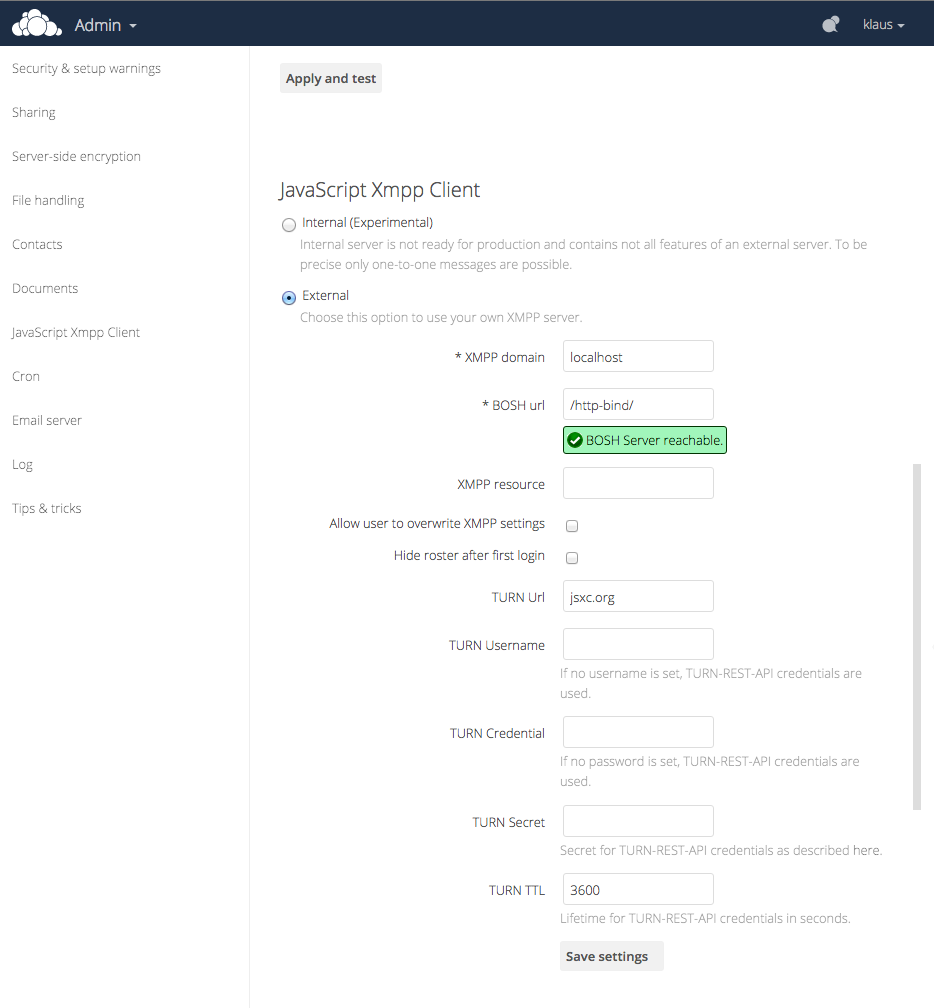 Admin
klaus
Security & setup warnings
Sharing
Server-side encryption
File handling
Contacts
Documents
JavaScript Xmpp Client
Cron
Email server
Log
Tips & tricks
Apply and test
JavaScript Xmpp Client
Internal (Experimental)
Internal server is not ready for production and contains not all features of an external server. To be
precise only one-to-one messages are possible.
External
Choose this option to use your own XMPP server.
* XMPP domain localhost
* BOSH url /http-bind/
BOSH Server reachable.
XMPP resource
Allow user to overwrite XMPP settings
Hide roster after first login
TURN Url jsxc.org
TURN Username
If no username is set, TURN-REST-API credentials are
used.
TURN Credential
If no password is set, TURN-REST-API credentials are
used.
TURN Secret
Secret for TURN-REST-API credentials as described here.
TURN TTL 3600
Lifetime for TURN-REST-API credentials in seconds.
Save settings